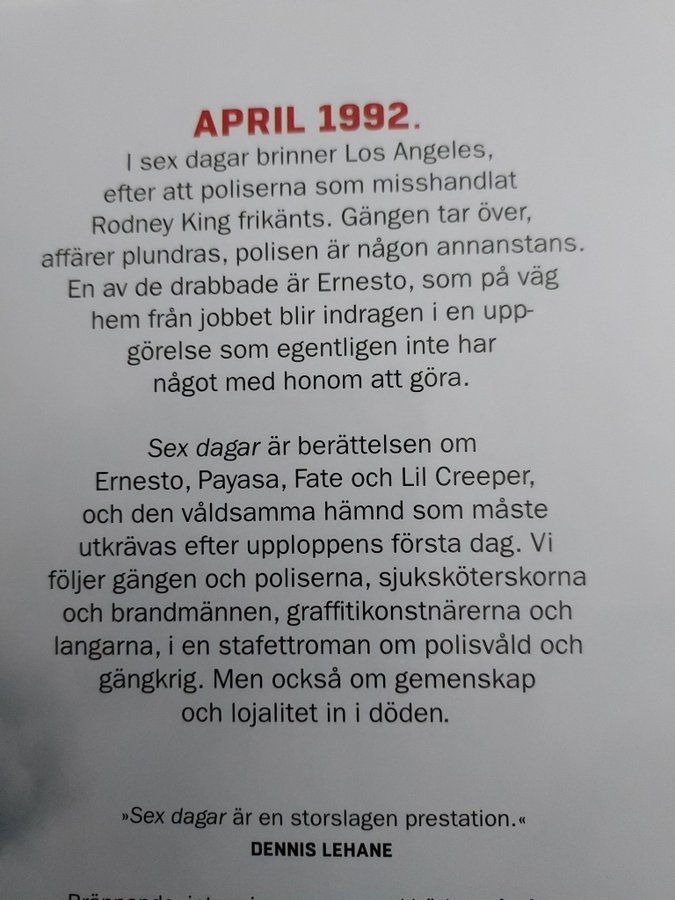 APRIL 1992.
I sex dagar brinner Los Angeles,
efter att poliserna som misshandlat
Rodney King frikänts. Gängen tar över,
affärer plundras, polisen är någon annanstans.
En av de drabbade är Ernesto, som på väg
hem från jobbet blir indragen i en upp-
görelse som egentligen inte har
något med honom att göra.
Sex dagar är berättelsen om
Ernesto, Payasa, Fate och Lil Creeper,
och den våldsamma hämnd som måste
utkrävas efter upploppens första dag. Vi
följer gängen och poliserna, sjuksköterskorna
och brandmännen, graffitikonstnärerna och
langarna, i en stafettroman om polisvåld och
gängkrig. Men också om gemenskap
och lojalitet in i döden.
»Sex dagar är en storslagen prestation.«
DENNIS LEHANE